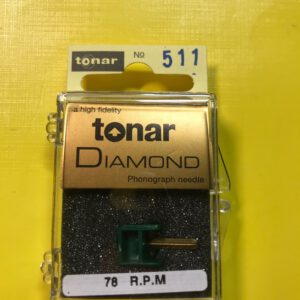 tonar No 511
a high fidelity
tonar
DIAMOND
Phonograph needle
78 R.P.M